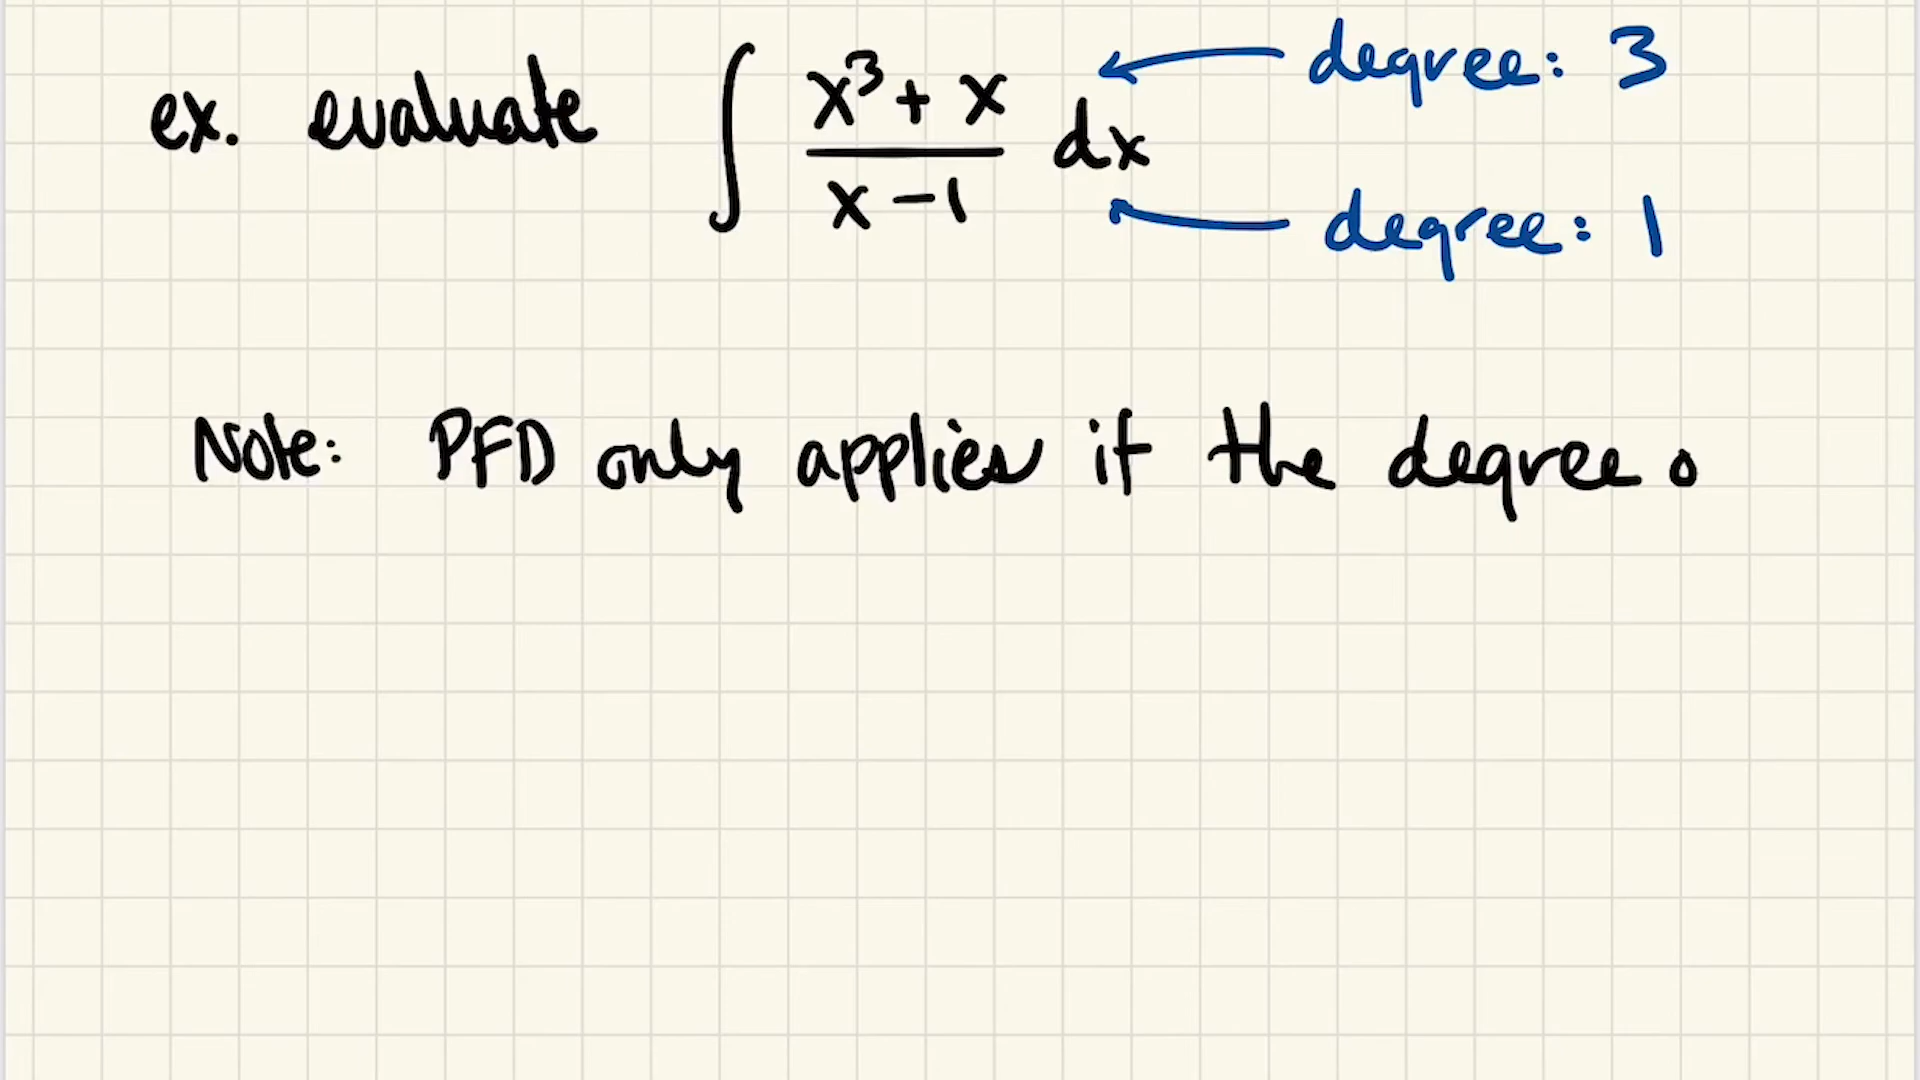 ex. evaluate ∫ (x³ + x)/(x - 1) dx
degree: 3
degree: 1
Note: PFD only applies if the degree o